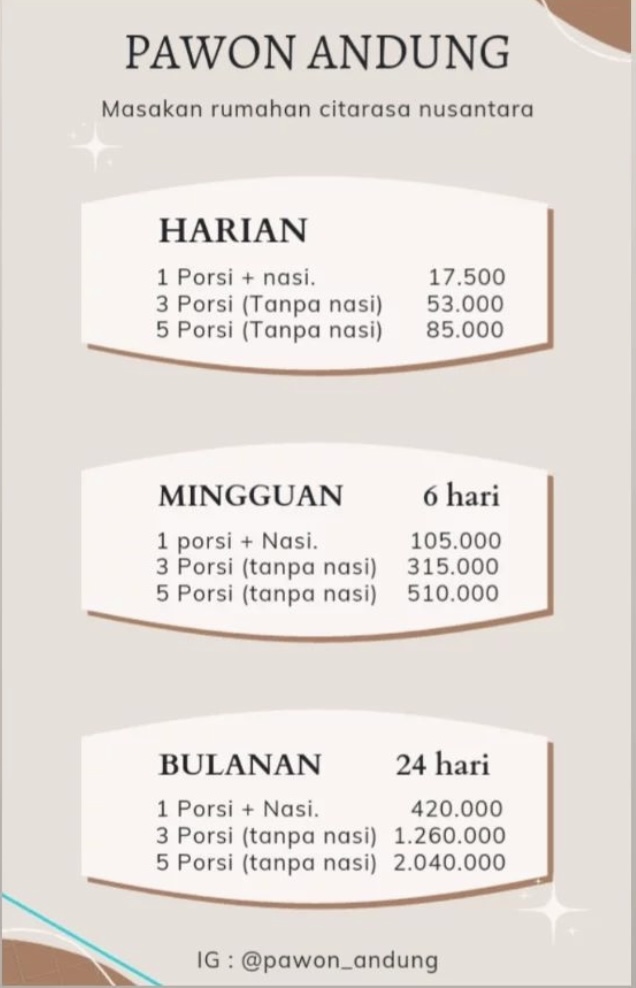 PAWON ANDUNG
Masakan rumahan citarasa nusantara
HARIAN
1 Porsi + nasi. 17.500
3 Porsi (Tanpa nasi) 53.000
5 Porsi (Tanpa nasi) 85.000
MINGGUAN 6 hari
1 porsi + Nasi. 105.000
3 Porsi (tanpa nasi) 315.000
5 Porsi (tanpa nasi) 510.000
BULANAN 24 hari
1 Porsi + Nasi. 420.000
3 Porsi (tanpa nasi) 1.260.000
5 Porsi (tanpa nasi) 2.040.000
IG : @pawon_andung